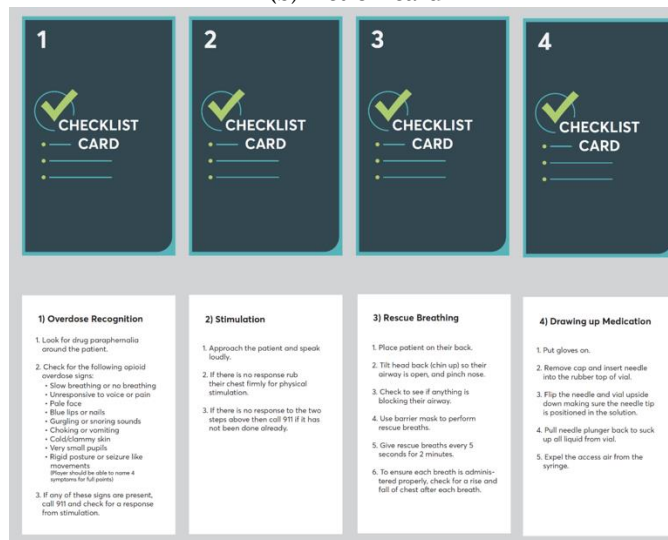 1
CHECKLIST
CARD
2
CHECKLIST
CARD
3
CHECKLIST
CARD
4
CHECKLIST
CARD
1) Overdose Recognition
1. Look for drug paraphernalia
around the patient.
2. Check for the following opioid
overdose signs:
• Slow breathing or no breathing
• Unresponsive to voice or pain
• Pale face
• Blue lips or nails
• Gurgling or snoring sounds
• Choking or vomiting
• Cold/clammy skin
• Very small pupils
• Rigid posture or seizure like
movements
(Player should be able to name 4
symptoms for full points)
3. If any of these signs are present,
call 911 and check for a response
from stimulation.
2) Stimulation
1. Approach the patient and speak
loudly.
2. If there is no response rub
their chest firmly for physical
stimulation.
3. If there is no response to the two
steps above then call 911 if it has
not been done already.
3) Rescue Breathing
1. Place patient on their back.
2. Tilt head back (chin up) so their
airway is open, and pinch nose.
3. Check to see if anything is
blocking their airway.
4. Use barrier mask to perform
rescue breaths.
5. Give rescue breaths every 5
seconds for 2 minutes.
6. To ensure each breath is adminis-
tered properly, check for a rise and
fall of chest after each breath.
4) Drawing up Medication
1. Put gloves on.
2. Remove cap and insert needle
into the rubber top of vial.
3. Flip the needle and vial upside
down making sure the needle tip
is positioned in the solution.
4. Pull needle plunger back to suck
up all liquid from vial.
5. Expel the access air from the
syringe.